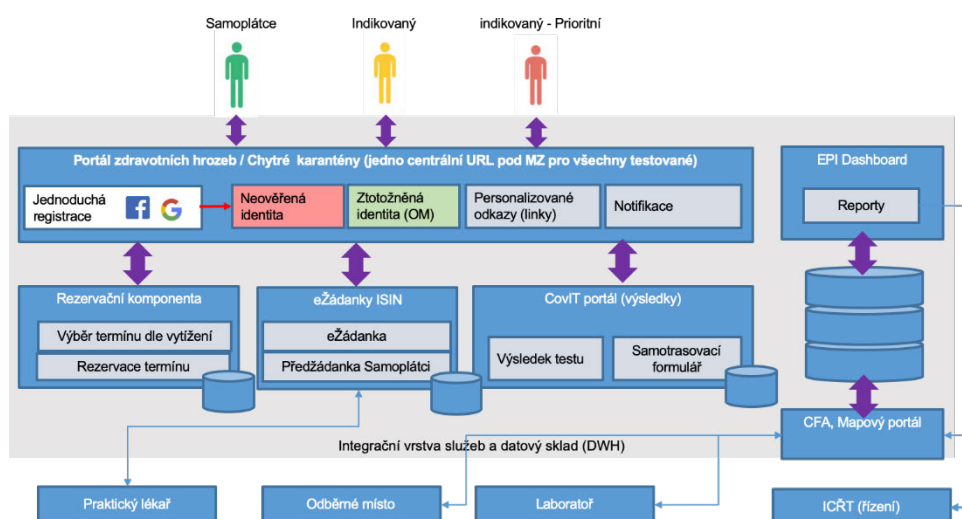 Samoplátce
Indikovaný
indikovaný - Prioritní
Portál zdravotních hrozeb / Chytré karantény (jedno centrální URL pod MZ pro všechny testované)
EPI Dashboard
Jednoduchá
registrace
Neověřená
identita
Ztotožněná
identita (OM)
Personalizované
odkazy (linky)
Notifikace
Reporty
Rezervační komponenta
Výběr termínu dle vytížení
Rezervace termínu
eŽádanky ISIN
eŽádanka
Předžádanka Samoplátci
CovIT portál (výsledky)
Výsledek testu
Samotrasovací
formulář
CFA, Mapový portál
Integrační vrstva služeb a datový sklad (DWH)
Praktický lékař
Odběrné místo
Laboratoř
ICŘT (řízení)